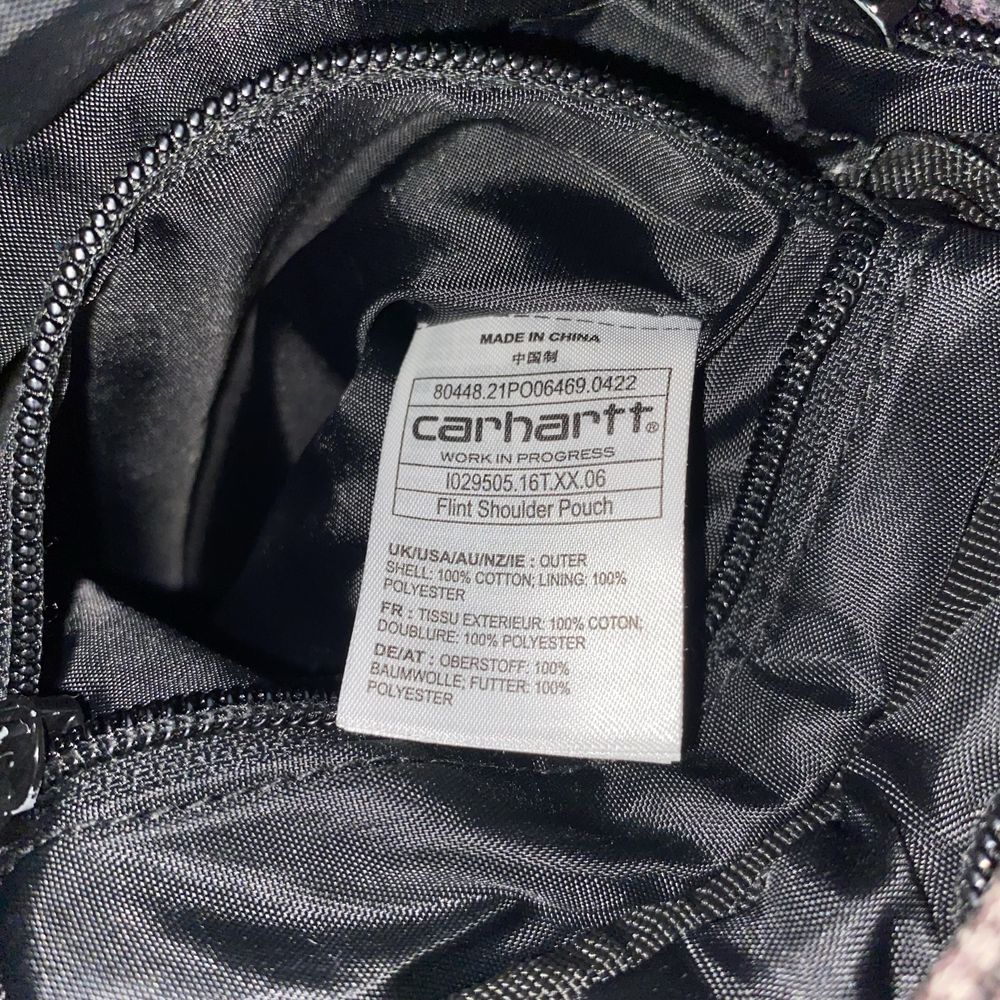 MADE IN CHINA
中国制
80448.21PO06469.0422
carhartt®
WORK IN PROGRESS
I029505.16T.XX.06
Flint Shoulder Pouch
UK/USA/AU/NZ/IE : OUTER
SHELL: 100% COTTON; LINING: 100%
POLYESTER
FR : TISSU EXTERIEUR: 100% COTON;
DOUBLURE: 100% POLYESTER
DE/AT : OBERSTOFF: 100%
BAUMWOLLE; FUTTER: 100%
POLYESTER